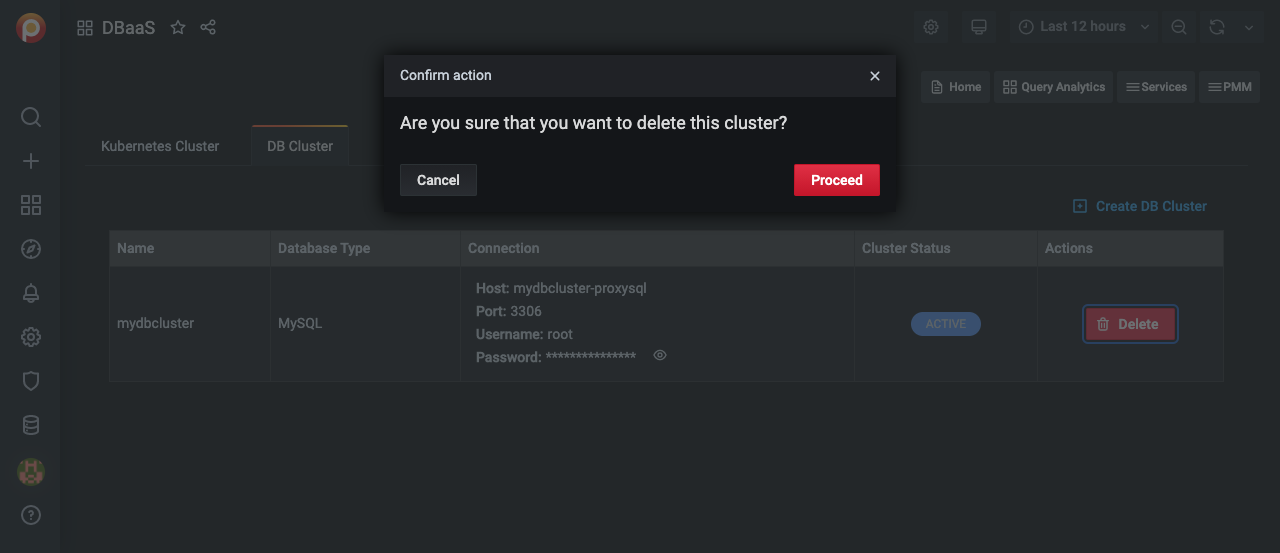 DBaaS
Last 12 hours
Confirm action
Home
Query Analytics
Services
PMM
Are you sure that you want to delete this cluster?
Kubernetes Cluster
DB Cluster
Cancel
Proceed
Create DB Cluster
Name
Database Type
Connection
Cluster Status
Actions
Host: mydbcluster-proxysql
mydbcluster
MySQL
Port: 3306
ACTIVE
Delete
Username: root
Password: ***************